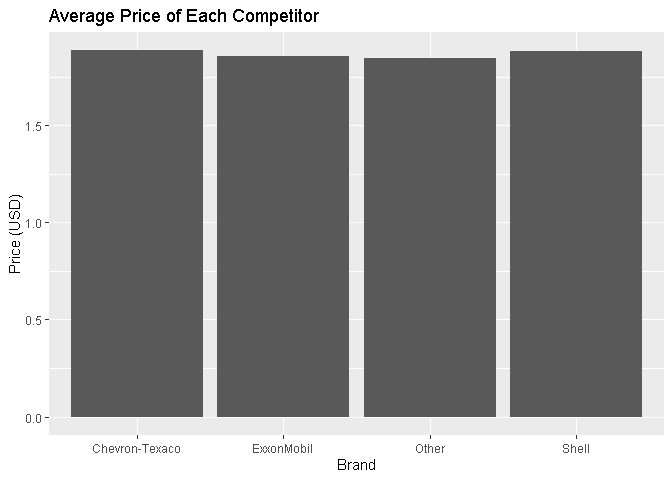 Average Price of Each Competitor
Price (USD)
1.5
1.0
0.5
0.0
Chevron-Texaco ExxonMobil Other Shell
Brand